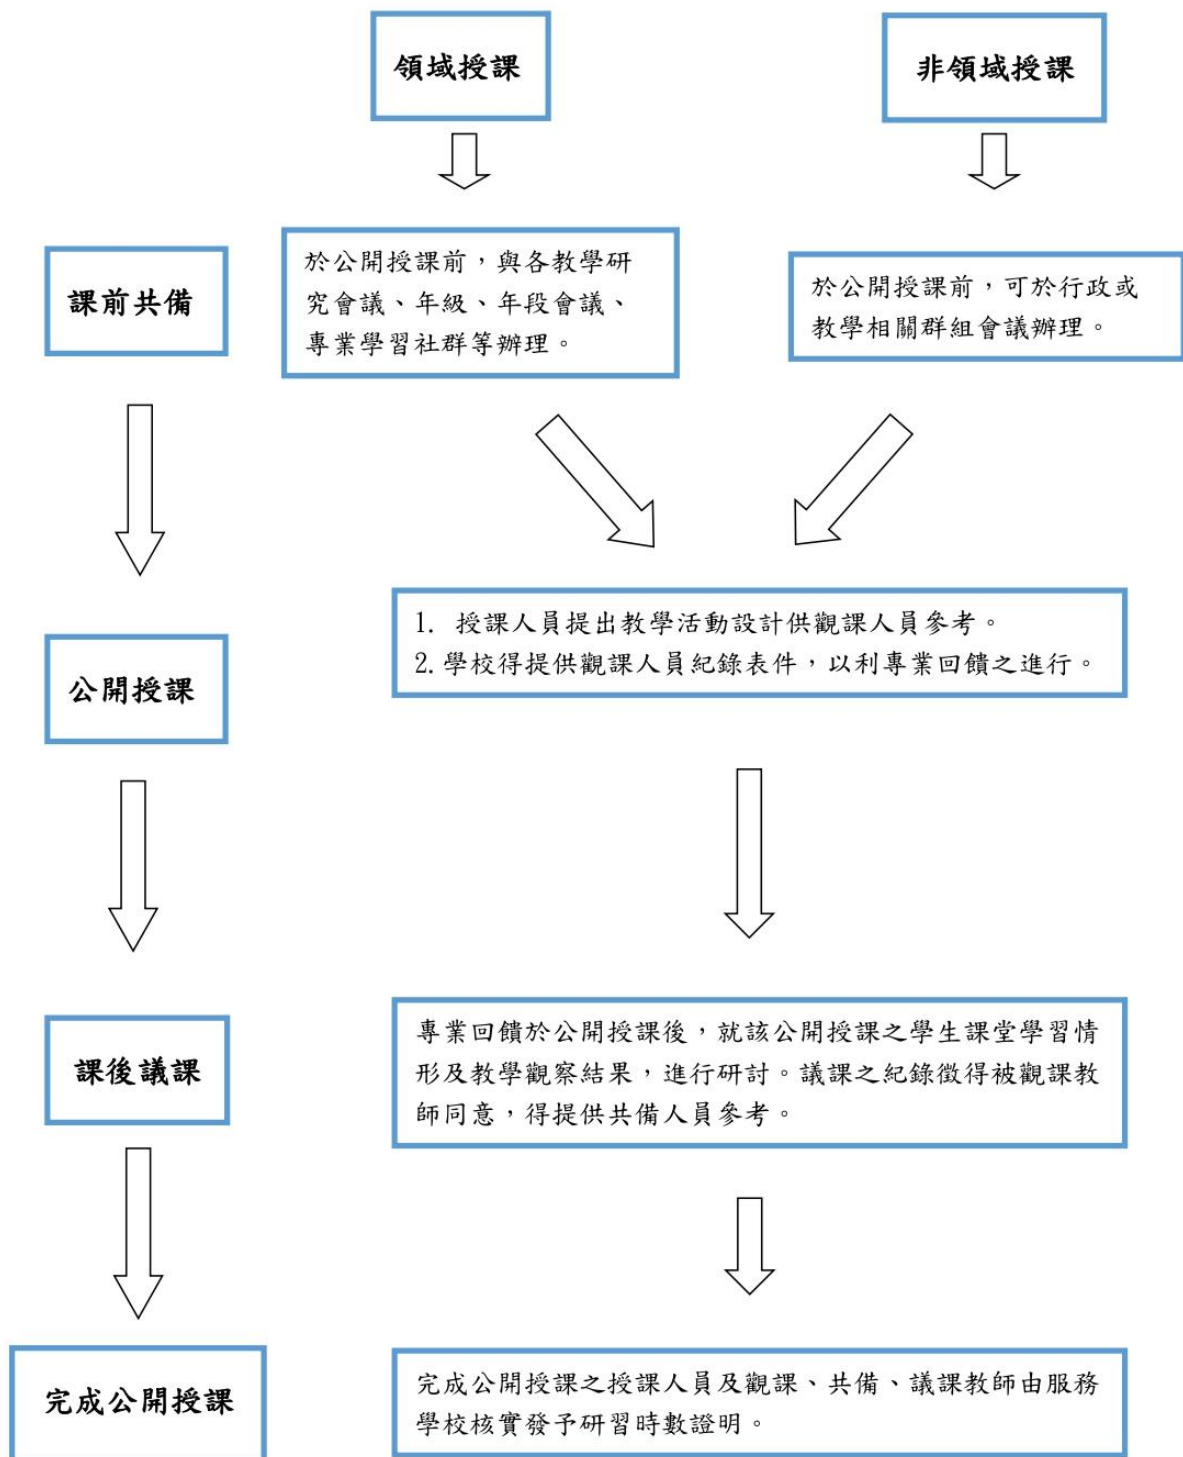 領域授課
非領域授課
課前共備
於公開授課前，與各教學研
究會議、年級、年段會議、
專業學習社群等辦理。
於公開授課前，可於行政或
教學相關群組會議辦理。
公開授課
1. 授課人員提出教學活動設計供觀課人員參考。
2.學校得提供觀課人員紀錄表件，以利專業回饋之進行。
課後議課
專業回饋於公開授課後，就該公開授課之學生課堂學習情
形及教學觀察結果，進行研討。議課之紀錄徵得被觀課教
師同意，得提供共備人員參考。
完成公開授課
完成公開授課之授課人員及觀課、共備、議課教師由服務
學校核實發予研習時數證明。